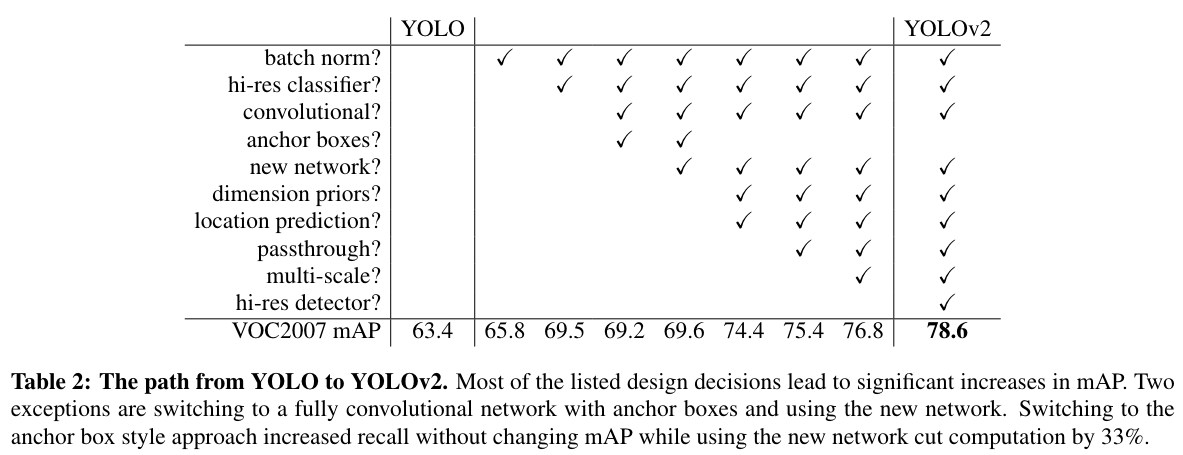 YOLO YOLOv2
batch norm? ✓ ✓ ✓ ✓ ✓ ✓ ✓ ✓
hi-res classifier? ✓ ✓ ✓ ✓ ✓ ✓ ✓
convolutional? ✓ ✓ ✓ ✓ ✓ ✓
anchor boxes? ✓ ✓
new network? ✓ ✓ ✓ ✓ ✓
dimension priors? ✓ ✓ ✓ ✓
location prediction? ✓ ✓ ✓ ✓
passthrough? ✓ ✓ ✓
multi-scale? ✓ ✓
hi-res detector? ✓
VOC2007 mAP 63.4 65.8 69.5 69.2 69.6 74.4 75.4 76.8 78.6
Table 2: The path from YOLO to YOLOv2. Most of the listed design decisions lead to significant increases in mAP. Two
exceptions are switching to a fully convolutional network with anchor boxes and using the new network. Switching to the
anchor box style approach increased recall without changing mAP while using the new network cut computation by 33%.